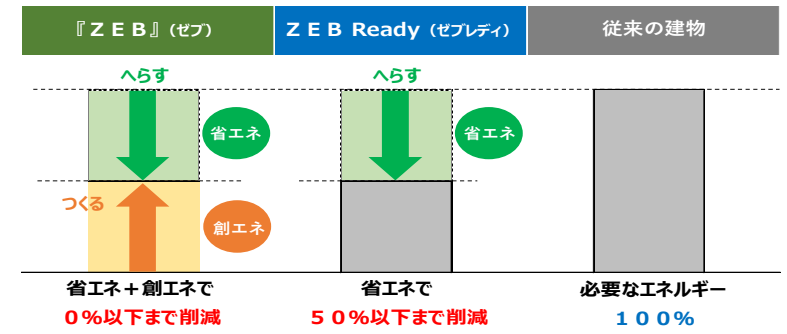 『ＺＥＢ』（ゼブ）
ＺＥＢ Ready（ゼブレディ）
従来の建物
へらす
省エネ
つくる
創エネ
へらす
省エネ
省エネ＋創エネで
０％以下まで削減
省エネで
５０％以下まで削減
必要なエネルギー
１００％